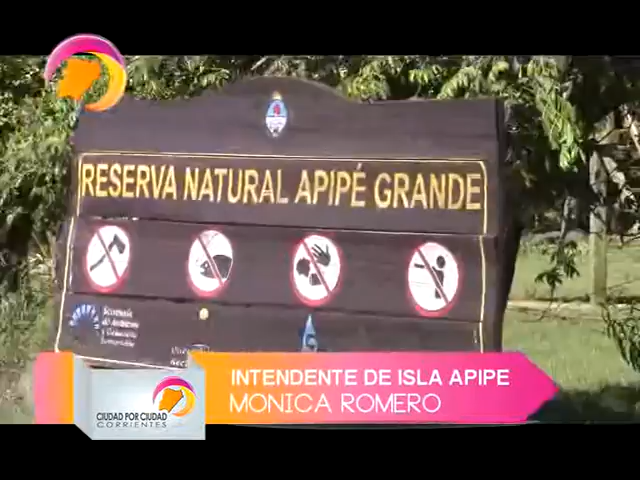 RESERVA NATURAL APIPÉ GRANDE
INTENDENTE DE ISLA APIPE
MONICA ROMERO
CIUDAD POR CIUDAD
CORRIENTES